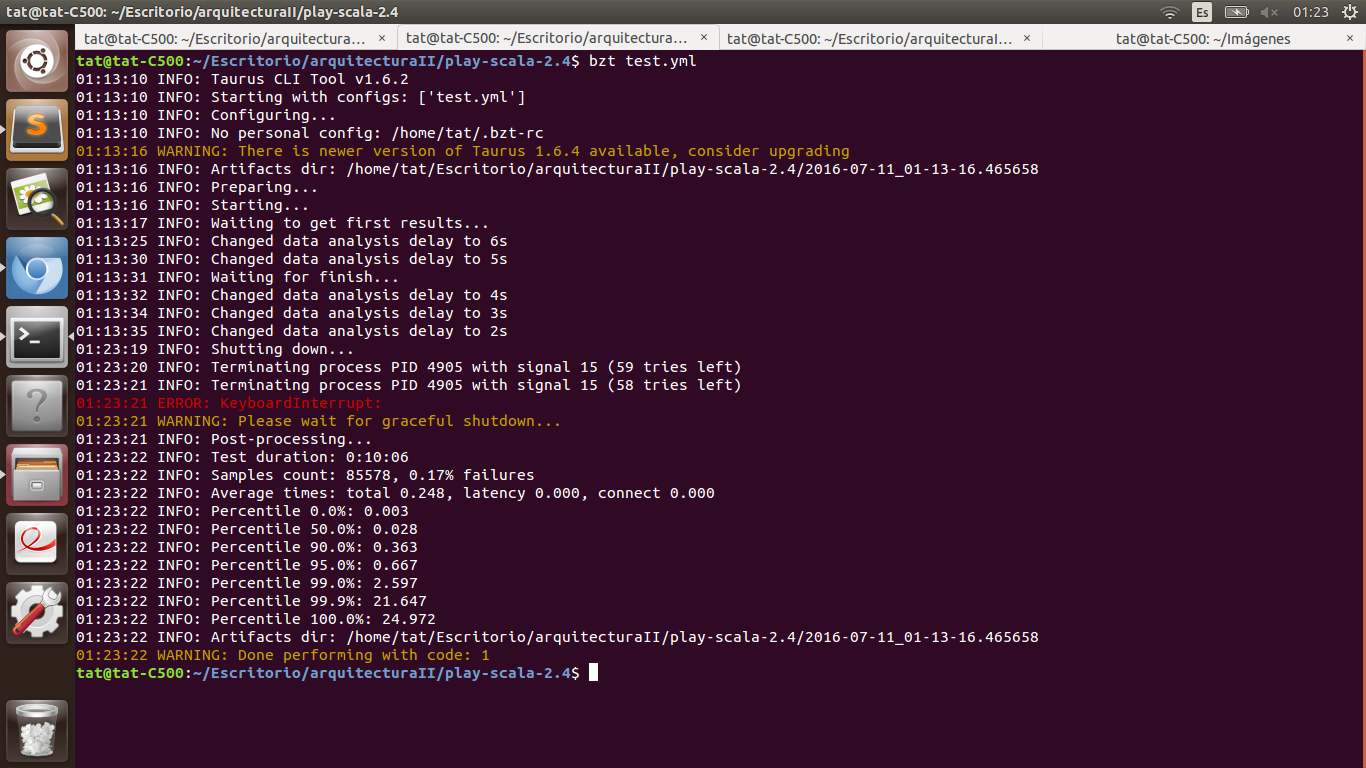 tat@tat-C500: ~/Escritorio/arquitecturaII/play-scala-2.4
Es
01:23
tat@tat-C500: ~/Escritorio/arquitectura... ×
tat@tat-C500: ~/Escritorio/arquitectura... ×
tat@tat-C500: ~/Escritorio/arquitecturaI... ×
tat@tat-C500: ~/Imágenes ×
tat@tat-C500:~/Escritorio/arquitecturaII/play-scala-2.4$ bzt test.yml
01:13:10 INFO: Taurus CLI Tool v1.6.2
01:13:10 INFO: Starting with configs: ['test.yml']
01:13:10 INFO: Configuring...
01:13:10 INFO: No personal config: /home/tat/.bzt-rc
01:13:16 WARNING: There is newer version of Taurus 1.6.4 available, consider upgrading
01:13:16 INFO: Artifacts dir: /home/tat/Escritorio/arquitecturaII/play-scala-2.4/2016-07-11_01-13-16.465658
01:13:16 INFO: Preparing...
01:13:16 INFO: Starting...
01:13:17 INFO: Waiting to get first results...
01:13:25 INFO: Changed data analysis delay to 6s
01:13:30 INFO: Changed data analysis delay to 5s
01:13:31 INFO: Waiting for finish...
01:13:32 INFO: Changed data analysis delay to 4s
01:13:34 INFO: Changed data analysis delay to 3s
01:13:35 INFO: Changed data analysis delay to 2s
01:23:19 INFO: Shutting down...
01:23:20 INFO: Terminating process PID 4905 with signal 15 (59 tries left)
01:23:21 INFO: Terminating process PID 4905 with signal 15 (58 tries left)
01:23:21 ERROR: KeyboardInterrupt:
01:23:21 WARNING: Please wait for graceful shutdown...
01:23:21 INFO: Post-processing...
01:23:22 INFO: Test duration: 0:10:06
01:23:22 INFO: Samples count: 85578, 0.17% failures
01:23:22 INFO: Average times: total 0.248, latency 0.000, connect 0.000
01:23:22 INFO: Percentile 0.0%: 0.003
01:23:22 INFO: Percentile 50.0%: 0.028
01:23:22 INFO: Percentile 90.0%: 0.363
01:23:22 INFO: Percentile 95.0%: 0.667
01:23:22 INFO: Percentile 99.0%: 2.597
01:23:22 INFO: Percentile 99.9%: 21.647
01:23:22 INFO: Percentile 100.0%: 24.972
01:23:22 INFO: Artifacts dir: /home/tat/Escritorio/arquitecturaII/play-scala-2.4/2016-07-11_01-13-16.465658
01:23:22 WARNING: Done performing with code: 1
tat@tat-C500:~/Escritorio/arquitecturaII/play-scala-2.4$